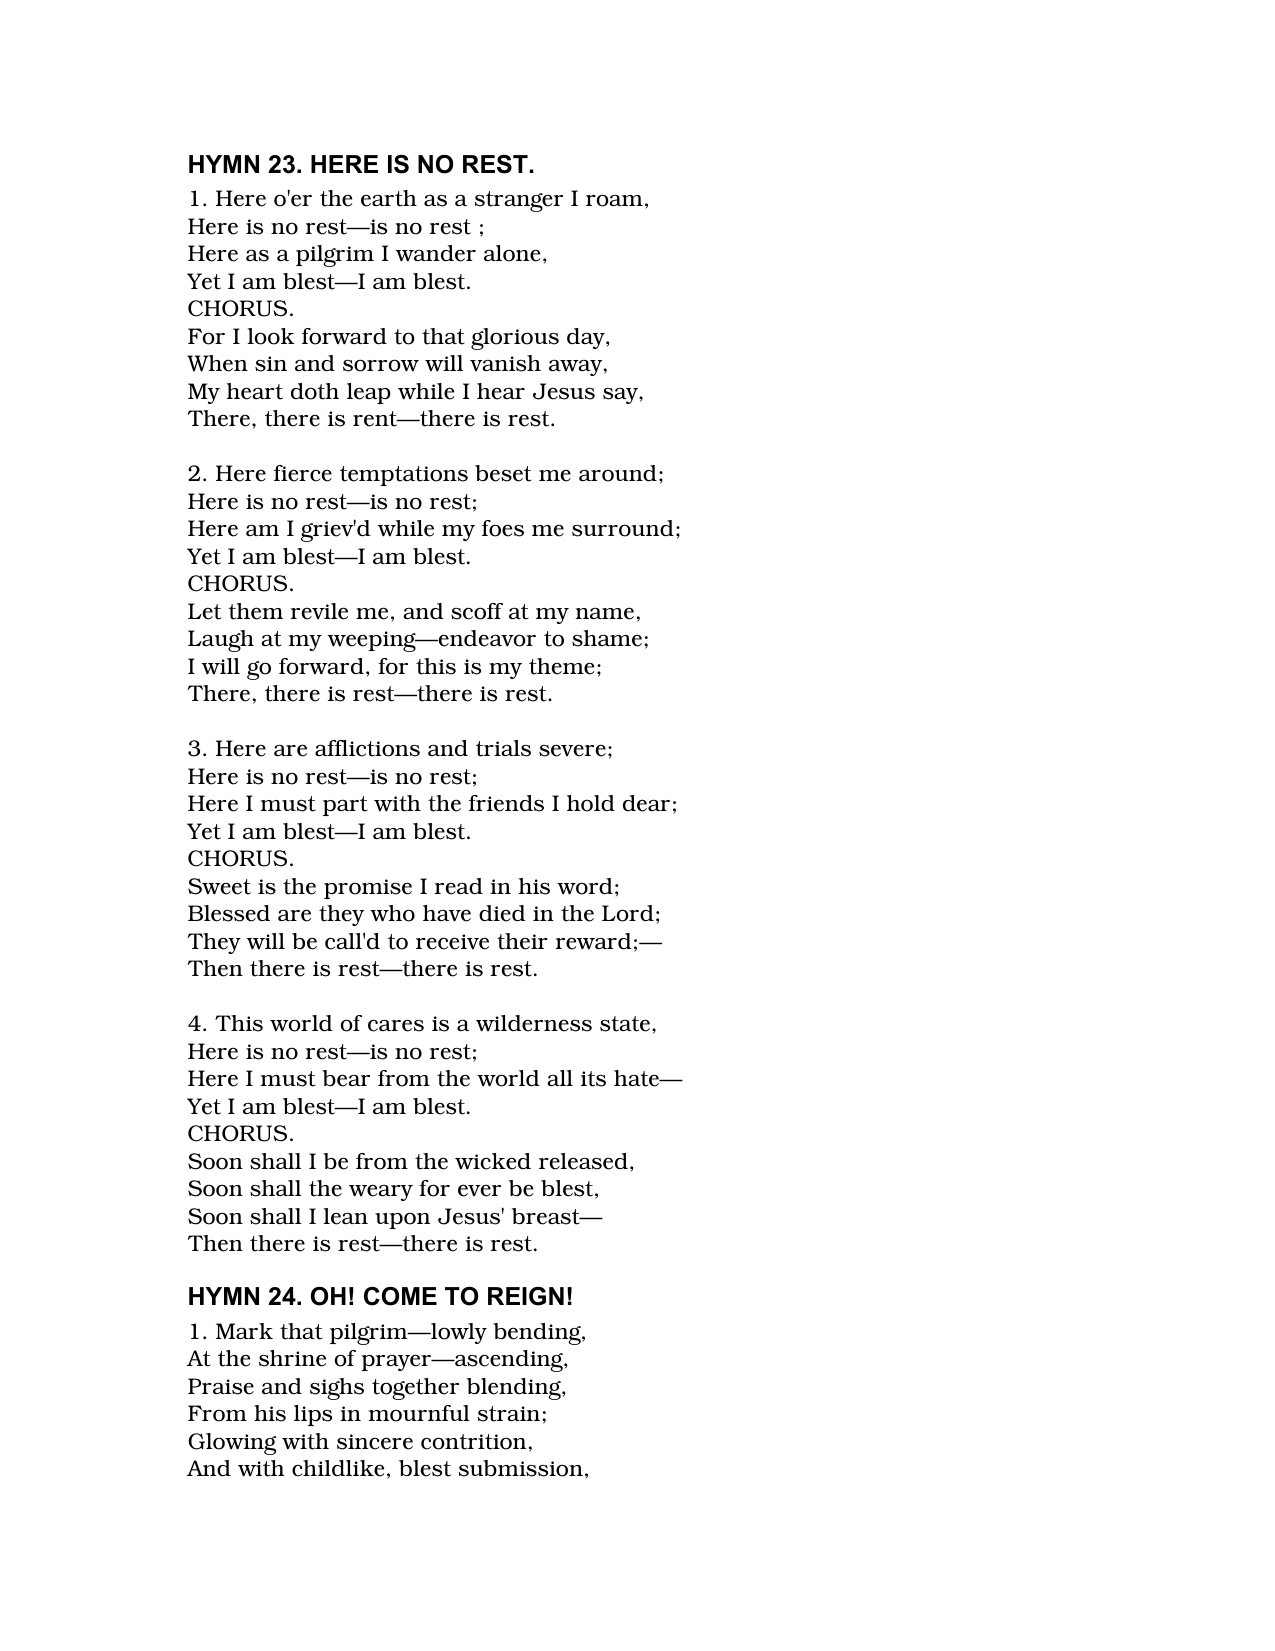 HYMN 23. HERE IS NO REST.
1. Here o'er the earth as a stranger I roam,
Here is no rest—is no rest ;
Here as a pilgrim I wander alone,
Yet I am blest—I am blest.
CHORUS.
For I look forward to that glorious day,
When sin and sorrow will vanish away,
My heart doth leap while I hear Jesus say,
There, there is rent—there is rest.
2. Here fierce temptations beset me around;
Here is no rest—is no rest;
Here am I griev'd while my foes me surround;
Yet I am blest—I am blest.
CHORUS.
Let them revile me, and scoff at my name,
Laugh at my weeping—endeavor to shame;
I will go forward, for this is my theme;
There, there is rest—there is rest.
3. Here are afflictions and trials severe;
Here is no rest—is no rest;
Here I must part with the friends I hold dear;
Yet I am blest—I am blest.
CHORUS.
Sweet is the promise I read in his word;
Blessed are they who have died in the Lord;
They will be call'd to receive their reward;—
Then there is rest—there is rest.
4. This world of cares is a wilderness state,
Here is no rest—is no rest;
Here I must bear from the world all its hate—
Yet I am blest—I am blest.
CHORUS.
Soon shall I be from the wicked released,
Soon shall the weary for ever be blest,
Soon shall I lean upon Jesus' breast—
Then there is rest—there is rest.
HYMN 24. OH! COME TO REIGN!
1. Mark that pilgrim—lowly bending,
At the shrine of prayer—ascending,
Praise and sighs together blending,
From his lips in mournful strain;
Glowing with sincere contrition,
And with childlike, blest submission,